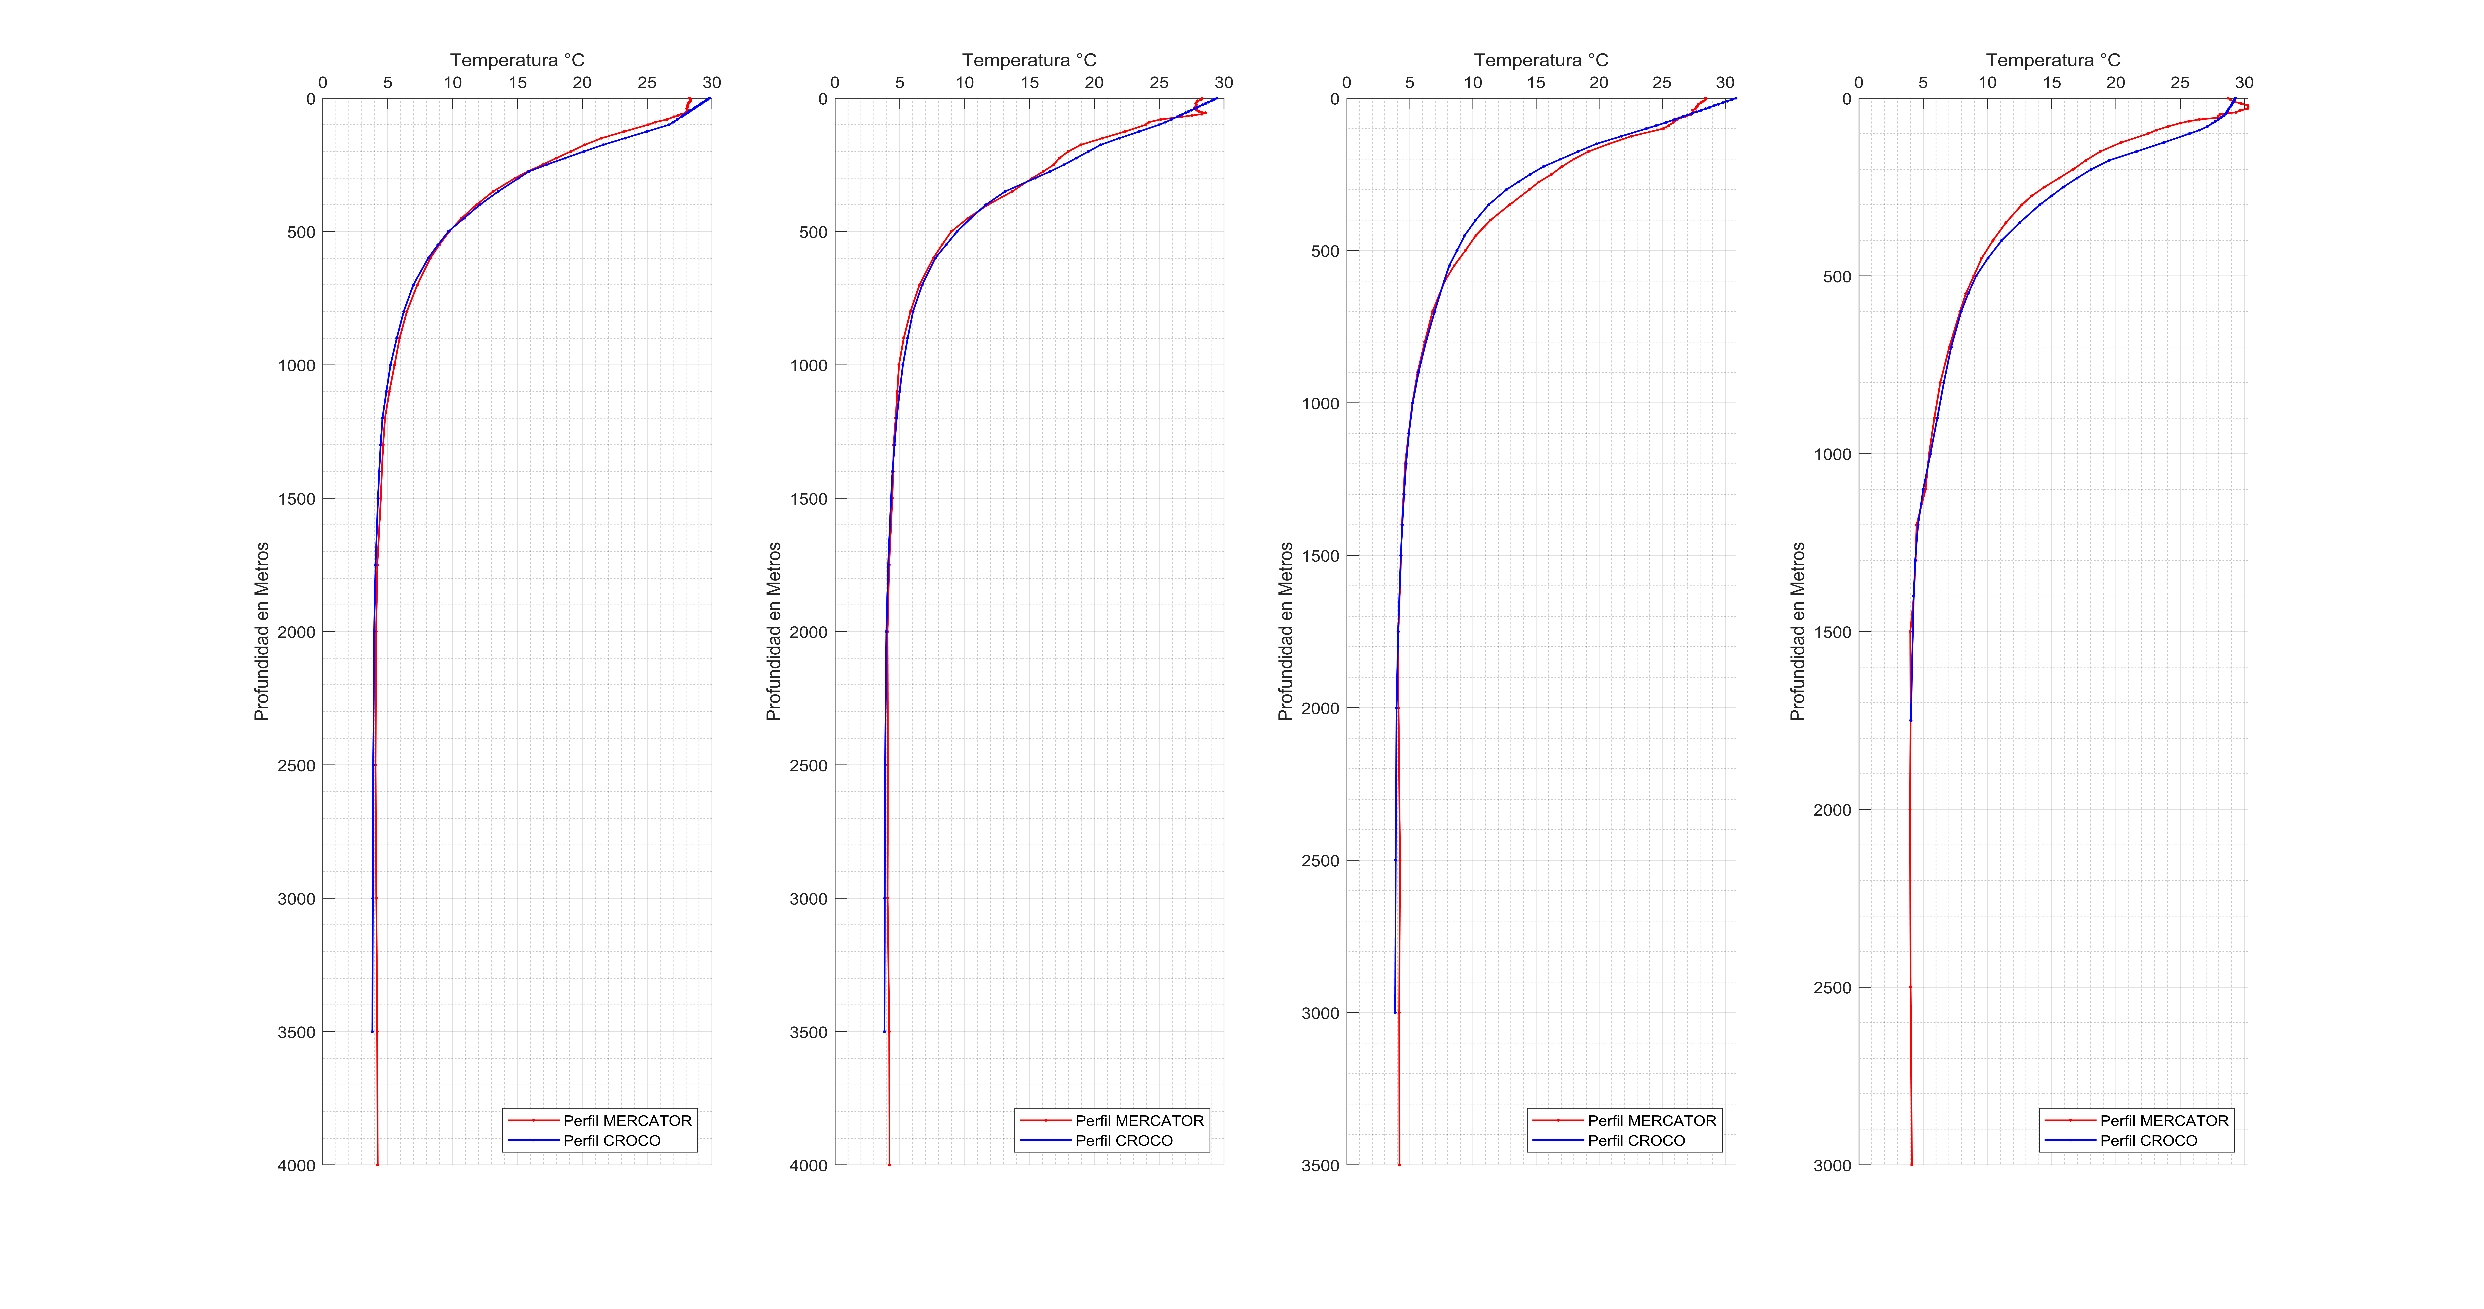 Temperatura °C
0 5 10 15 20 25 30
0
500
1000
1500
2000
2500
3000
3500
4000
Profundidad en Metros
Perfil MERCATOR
Perfil CROCO
Temperatura °C
0 5 10 15 20 25 30
0
500
1000
1500
2000
2500
3000
3500
4000
Profundidad en Metros
Perfil MERCATOR
Perfil CROCO
Temperatura °C
0 5 10 15 20 25 30
0
500
1000
1500
2000
2500
3000
3500
Profundidad en Metros
Perfil MERCATOR
Perfil CROCO
Temperatura °C
0 5 10 15 20 25 30
0
500
1000
1500
2000
2500
3000
Profundidad en Metros
Perfil MERCATOR
Perfil CROCO